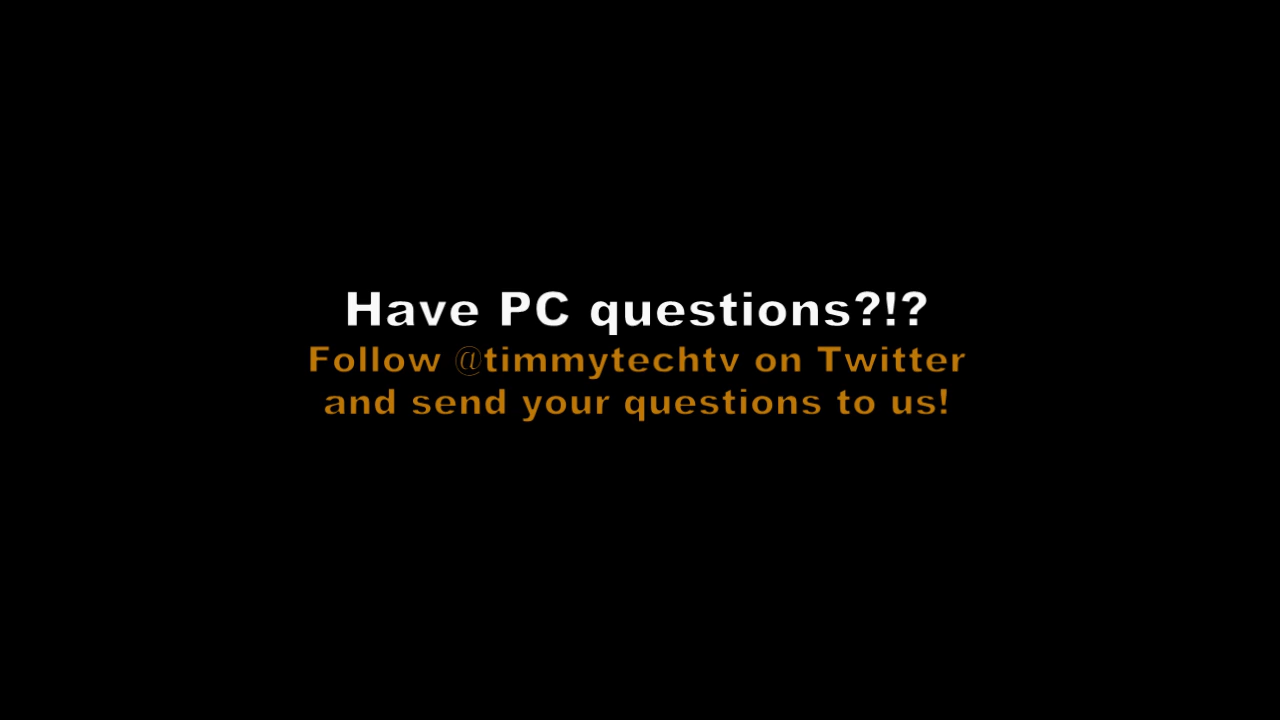 Have PC questions?!?
Follow @timmytechtv on Twitter
and send your questions to us!